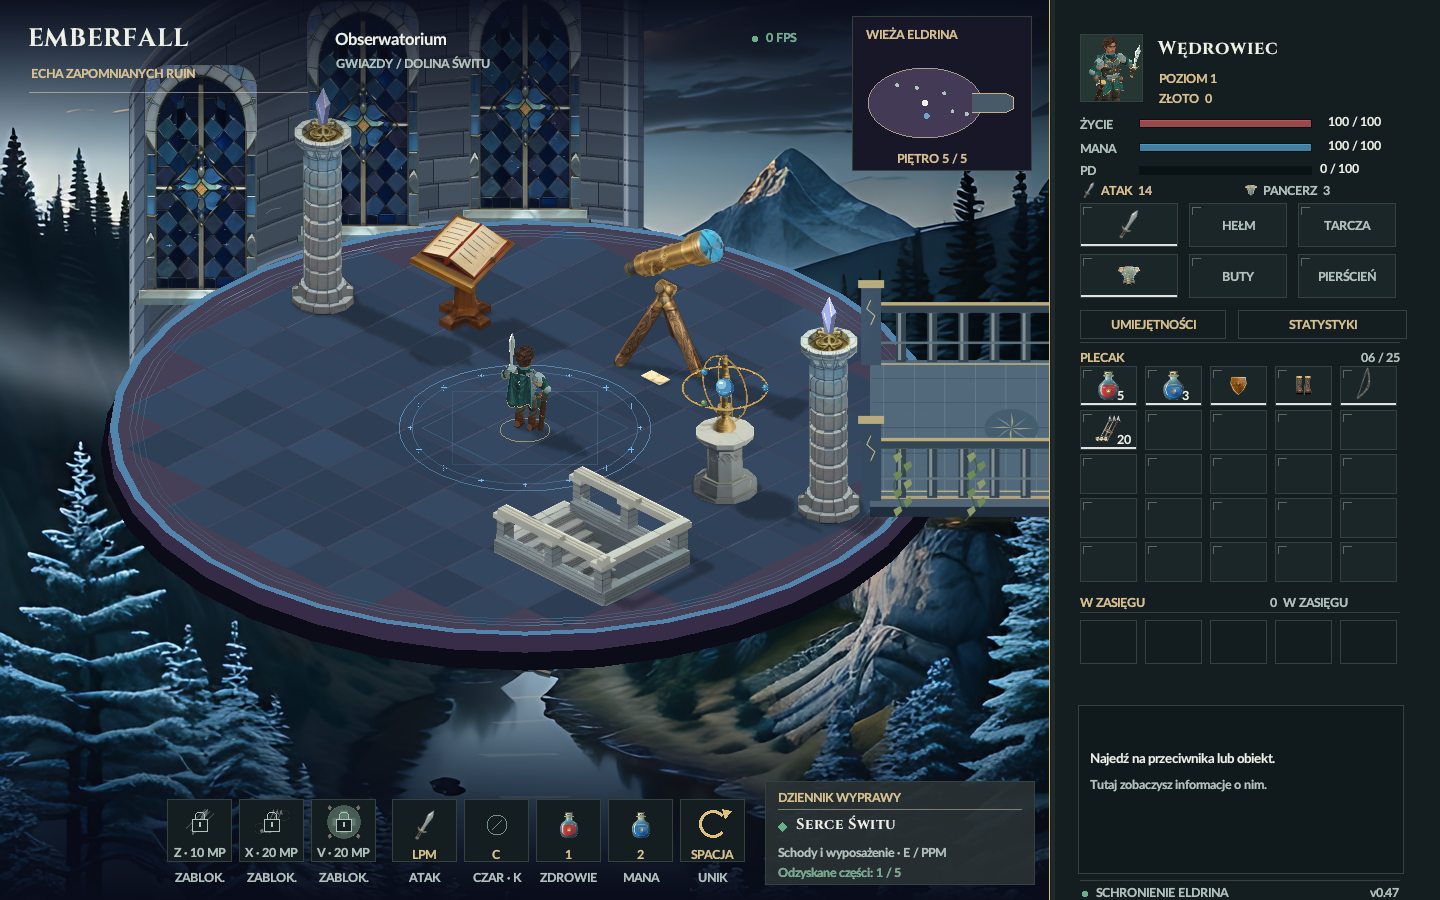 EMBERFALL
ECHA ZAPOMNIANYCH RUIN
Obserwatorium
GWIAZDY / DOLINA ŚWITU
0 FPS
WIEŻA ELDRINA
PIĘTRO 5 / 5
WĘDROWIEC
POZIOM 1
ZŁOTO 0
ŻYCIE 100 / 100
MANA 100 / 100
PD 0 / 100
ATAK 14 PANCERZ 3
HEŁM TARCZA
BUTY PIERŚCIEŃ
UMIEJĘTNOŚCI STATYSTYKI
PLECAK 06 / 25
5 3
20
W ZASIĘGU 0 W ZASIĘGU
Najedź na przeciwnika lub obiekt.
Tutaj zobaczysz informacje o nim.
SCHRONIENIE ELDRINA v0.47
Z · 10 MP X · 20 MP V · 20 MP LPM C 1 2 SPACJA
ZABLOK. ZABLOK. ZABLOK. ATAK CZAR · K ZDROWIE MANA UNIK
DZIENNIK WYPRAWY
SERCE ŚWITU
Schody i wyposażenie · E / PPM
Odzyskane części: 1 / 5